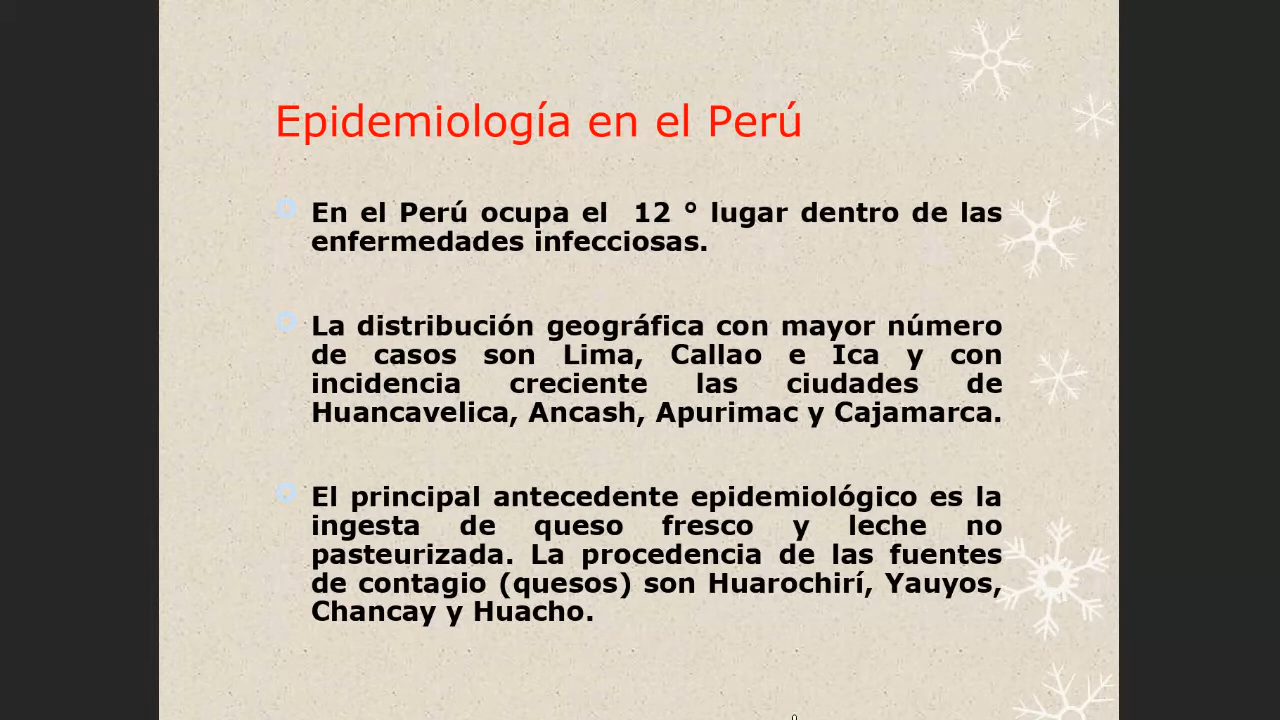 Epidemiología en el Perú
En el Perú ocupa el 12 ° lugar dentro de las
enfermedades infecciosas.
La distribución geográfica con mayor número
de casos son Lima, Callao e Ica y con
incidencia creciente las ciudades de
Huancavelica, Ancash, Apurimac y Cajamarca.
El principal antecedente epidemiológico es la
ingesta de queso fresco y leche no
pasteurizada. La procedencia de las fuentes
de contagio (quesos) son Huarochirí, Yauyos,
Chancay y Huacho.